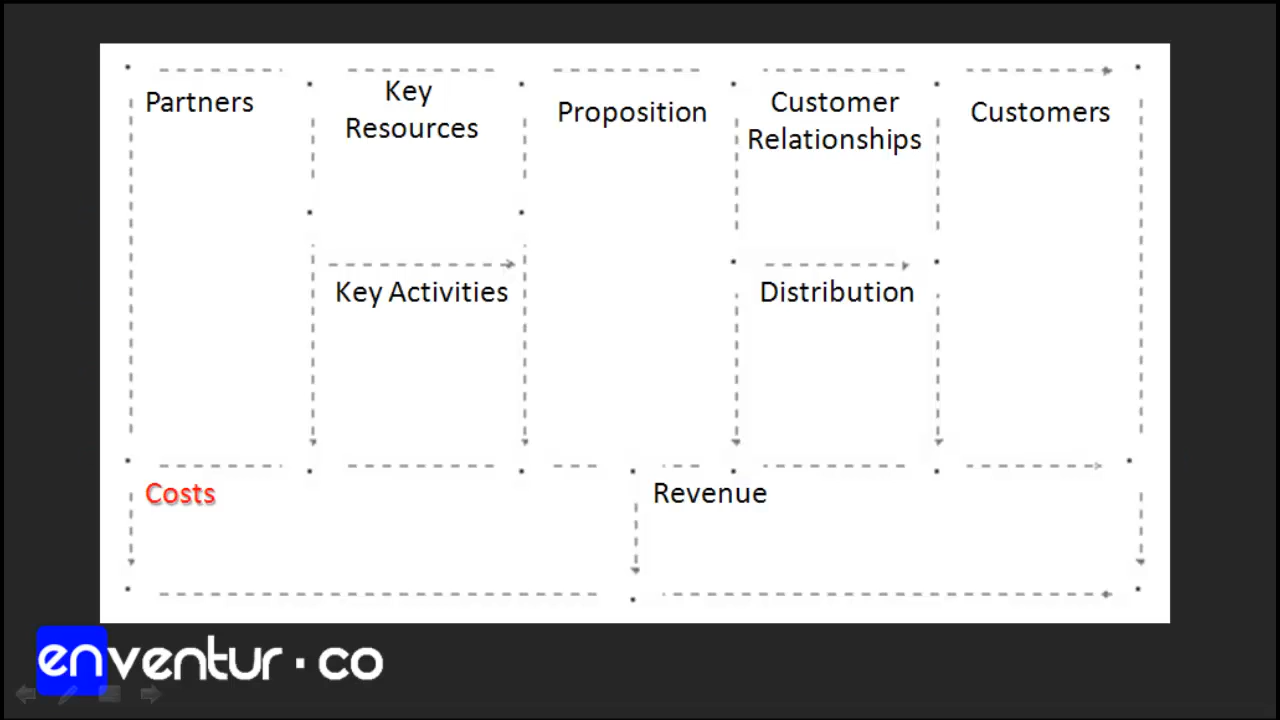 Partners
Key
Resources
Proposition
Customer
Relationships
Customers
Key Activities
Distribution
Costs
Revenue
enventur.co